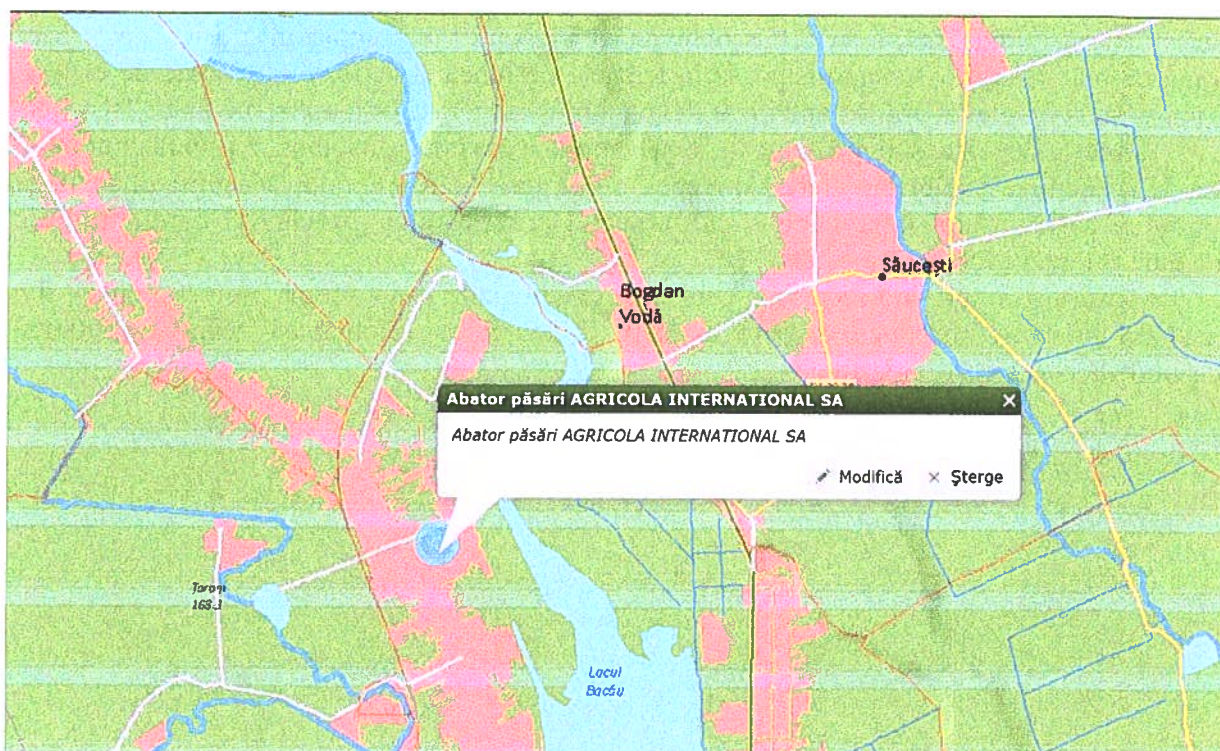 Săucești
Bogdan
Vodă
Abator păsări AGRICOLA INTERNATIONAL SA
Abator păsări AGRICOLA INTERNATIONAL SA
Modifică
Șterge
Lacul
Bacău